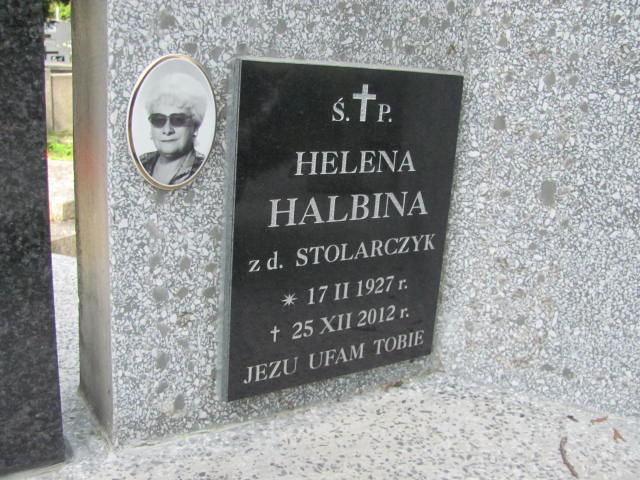 Ś. ✝ P.
HELENA
HALBINA
z d. STOLARCZYK
✴ 17 II 1927 r.
✝ 25 XII 2012 r.
JEZU UFAM TOBIE